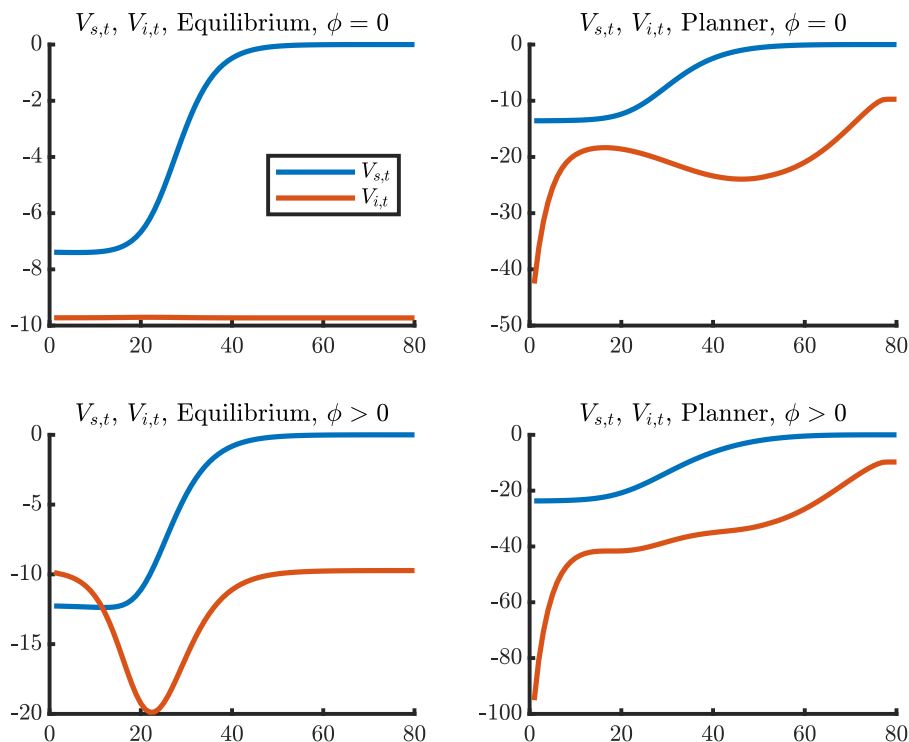 V_{s,t}, V_{i,t}, Equilibrium, ϕ = 0
0
-2
-4
-6
-8
-10
0 20 40 60 80
V_{s,t}
V_{i,t}
V_{s,t}, V_{i,t}, Planner, ϕ = 0
0
-10
-20
-30
-40
-50
0 20 40 60 80
V_{s,t}, V_{i,t}, Equilibrium, ϕ > 0
0
-5
-10
-15
-20
0 20 40 60 80
V_{s,t}, V_{i,t}, Planner, ϕ > 0
0
-20
-40
-60
-80
-100
0 20 40 60 80